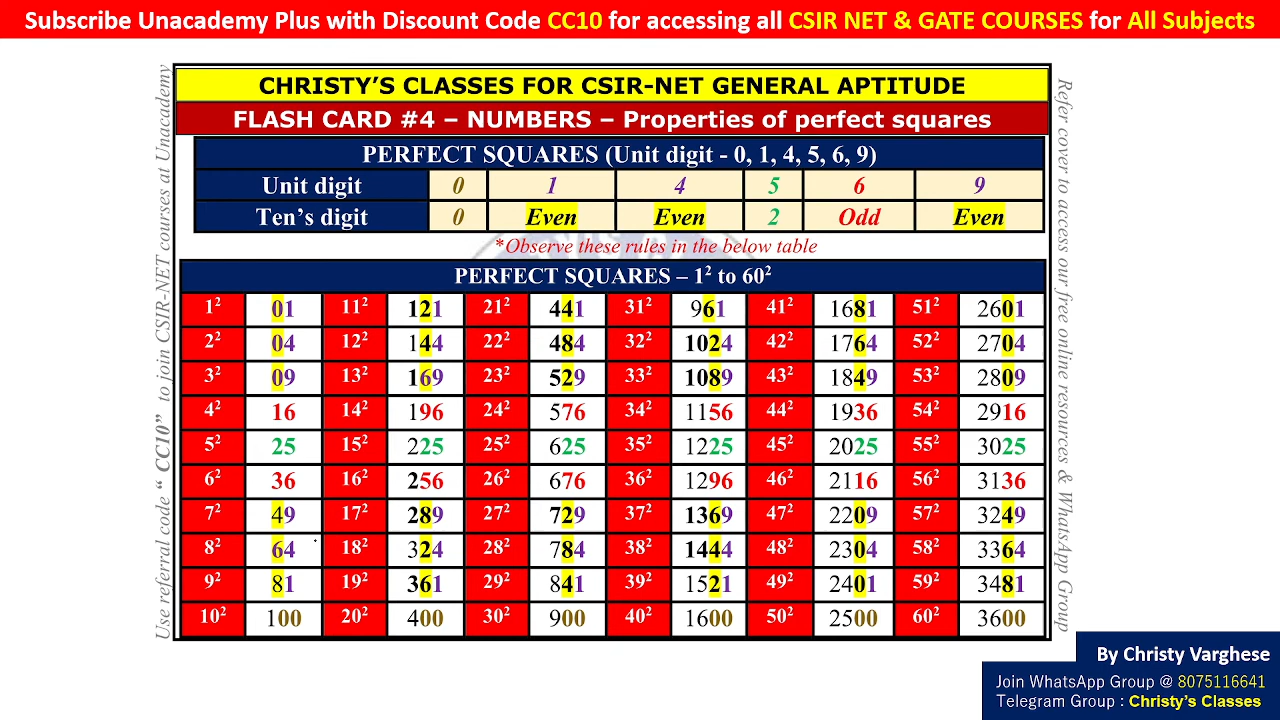 Subscribe Unacademy Plus with Discount Code CC10 for accessing all CSIR NET & GATE COURSES for All Subjects
CHRISTY'S CLASSES FOR CSIR-NET GENERAL APTITUDE
FLASH CARD #4 – NUMBERS – Properties of perfect squares
PERFECT SQUARES (Unit digit - 0, 1, 4, 5, 6, 9)
Unit digit 0 1 4 5 6 9
Ten's digit 0 Even Even 2 Odd Even
*Observe these rules in the below table
PERFECT SQUARES – 1² to 60²
1² 01 11² 121 21² 441 31² 961 41² 1681 51² 2601
2² 04 12² 144 22² 484 32² 1024 42² 1764 52² 2704
3² 09 13² 169 23² 529 33² 1089 43² 1849 53² 2809
4² 16 14² 196 24² 576 34² 1156 44² 1936 54² 2916
5² 25 15² 225 25² 625 35² 1225 45² 2025 55² 3025
6² 36 16² 256 26² 676 36² 1296 46² 2116 56² 3136
7² 49 17² 289 27² 729 37² 1369 47² 2209 57² 3249
8² 64 18² 324 28² 784 38² 1444 48² 2304 58² 3364
9² 81 19² 361 29² 841 39² 1521 49² 2401 59² 3481
10² 100 20² 400 30² 900 40² 1600 50² 2500 60² 3600
Use referral code “ CC10” to join CSIR-NET courses at Unacademy
Refer cover to access our free online resources & WhatsApp Group
By Christy Varghese
Join WhatsApp Group @ 8075116641
Telegram Group : Christy's Classes